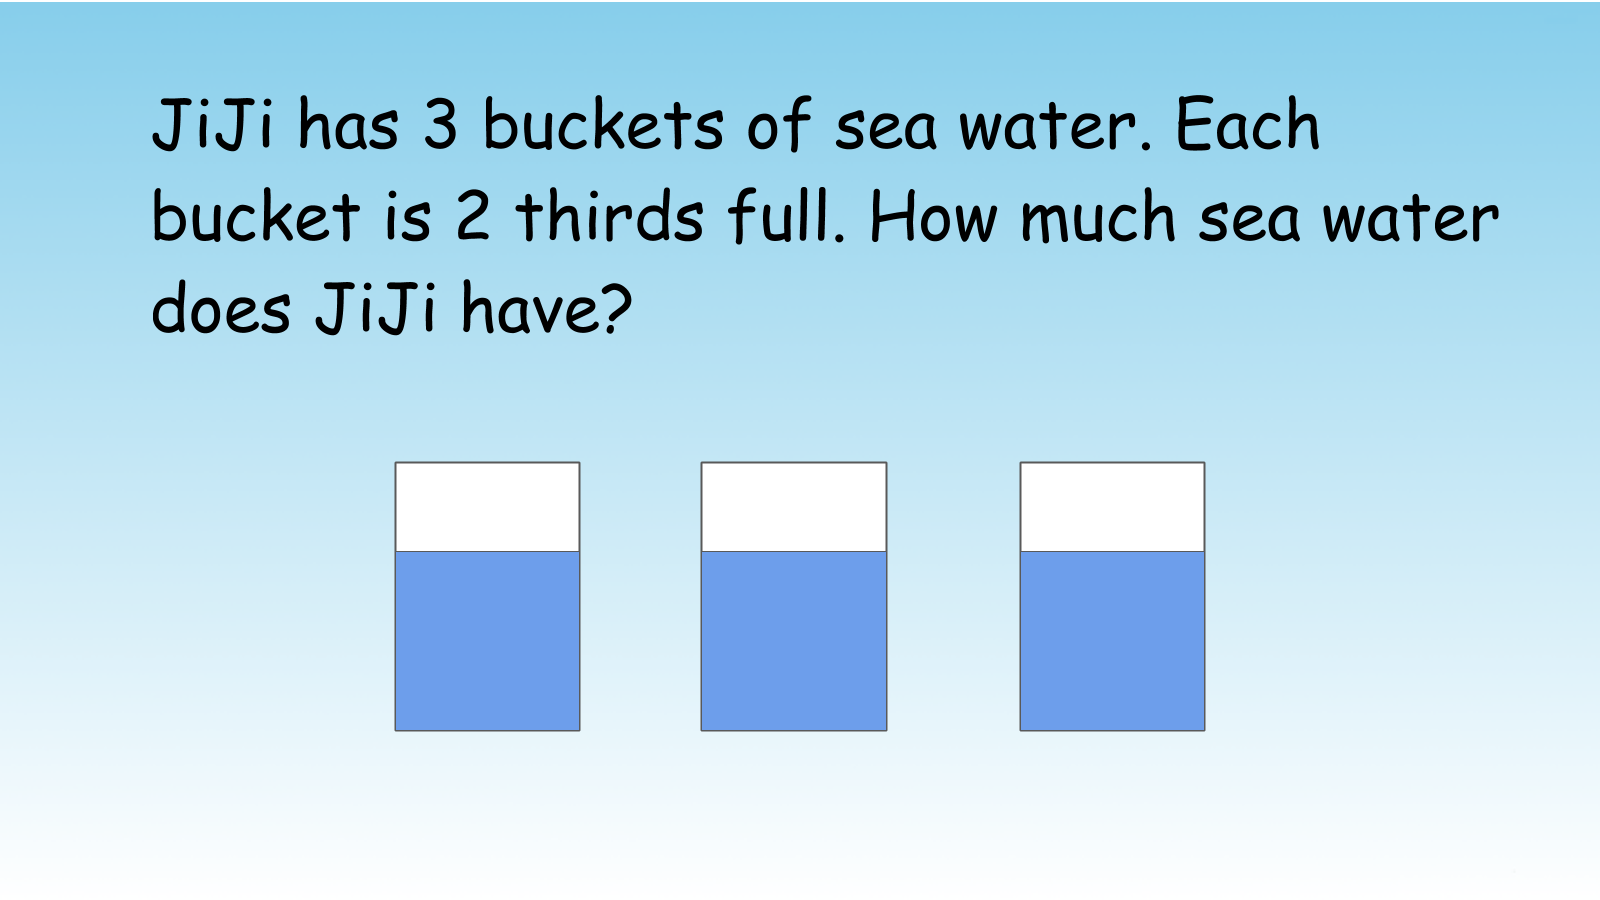 JiJi has 3 buckets of sea water. Each
bucket is 2 thirds full. How much sea water
does JiJi have?